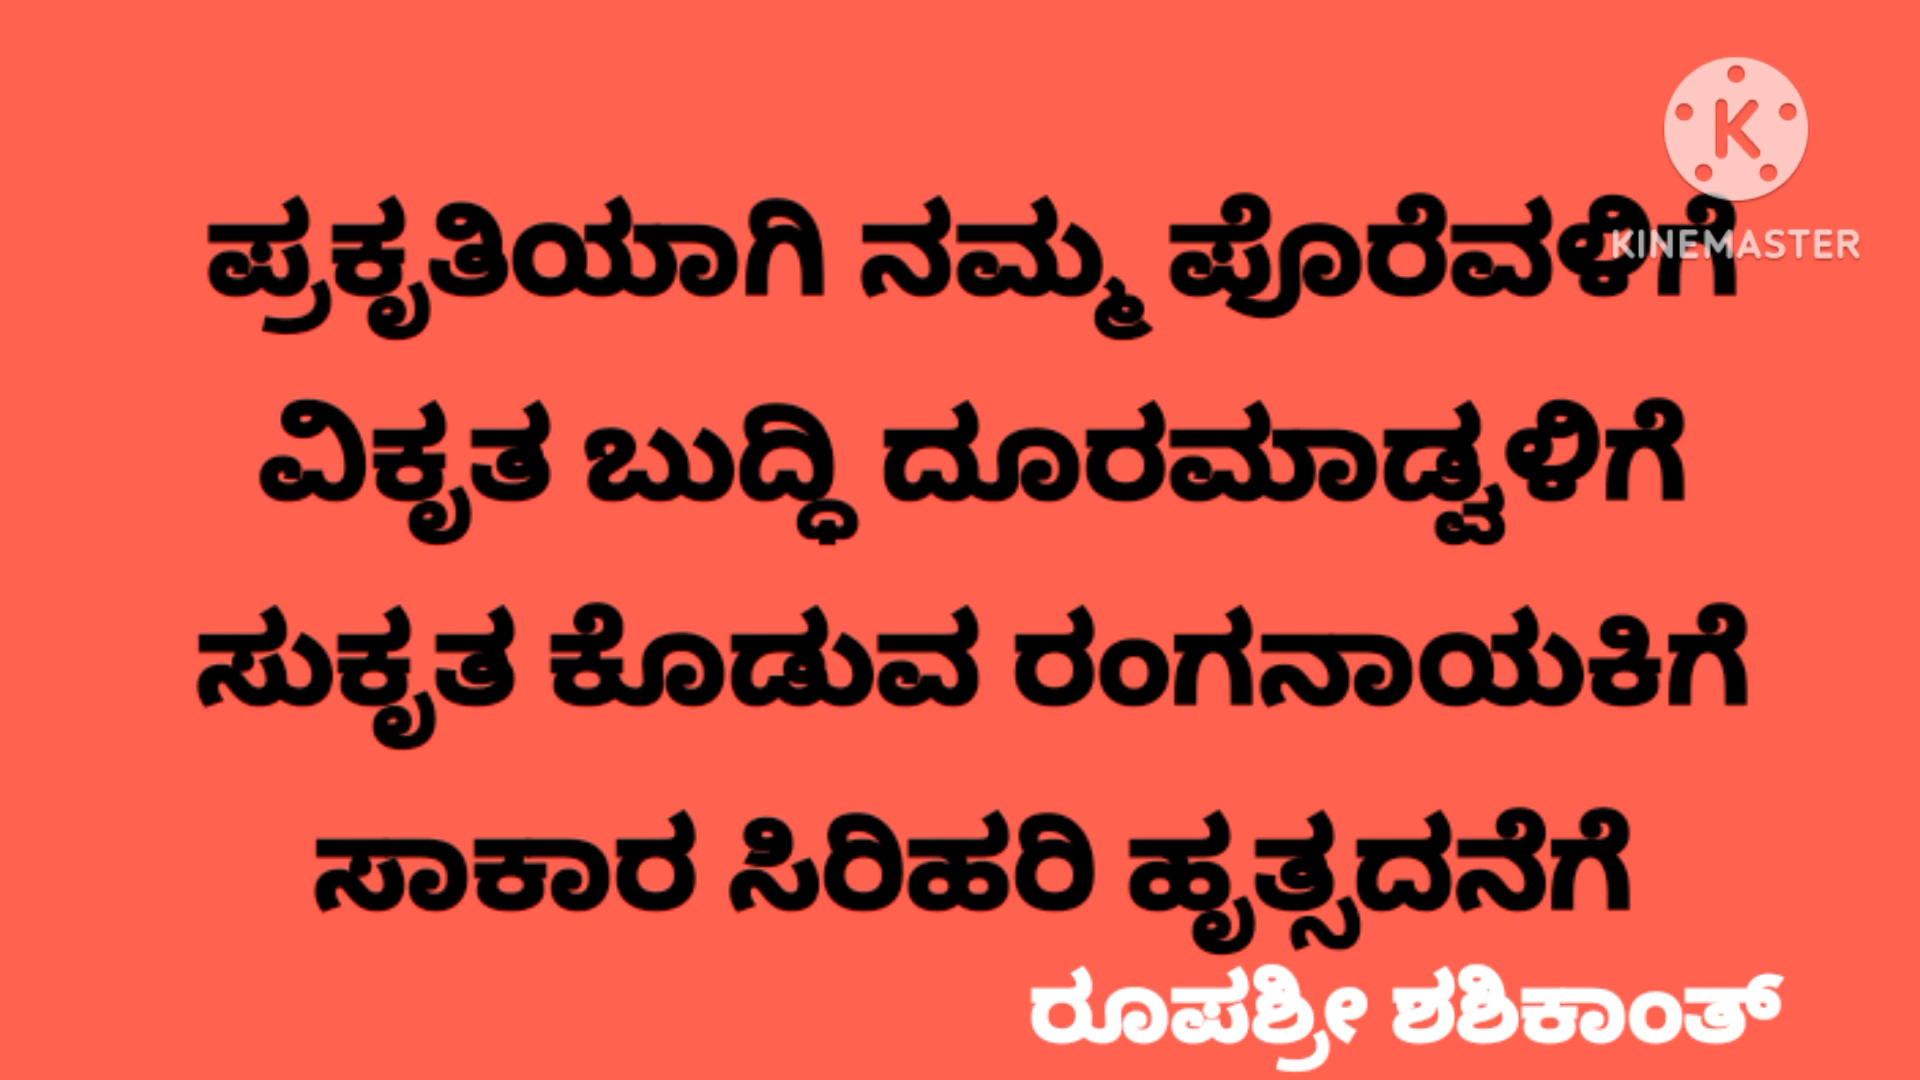 ಪ್ರಕೃತಿಯಾಗಿ ನಮ್ಮ ಪೊರೆವಳಿಗೆ
KINEMASTER
ವಿಕೃತ ಬುದ್ಧಿ ದೂರಮಾಡ್ವಳಿಗೆ
ಸುಕೃತ ಕೊಡುವ ರಂಗನಾಯಕಿಗೆ
ಸಾಕಾರ ಸಿರಿಹರಿ ಹೃತ್ಸದನೆಗೆ
ರೂಪಶ್ರೀ ಶಶಿಕಾಂತ್